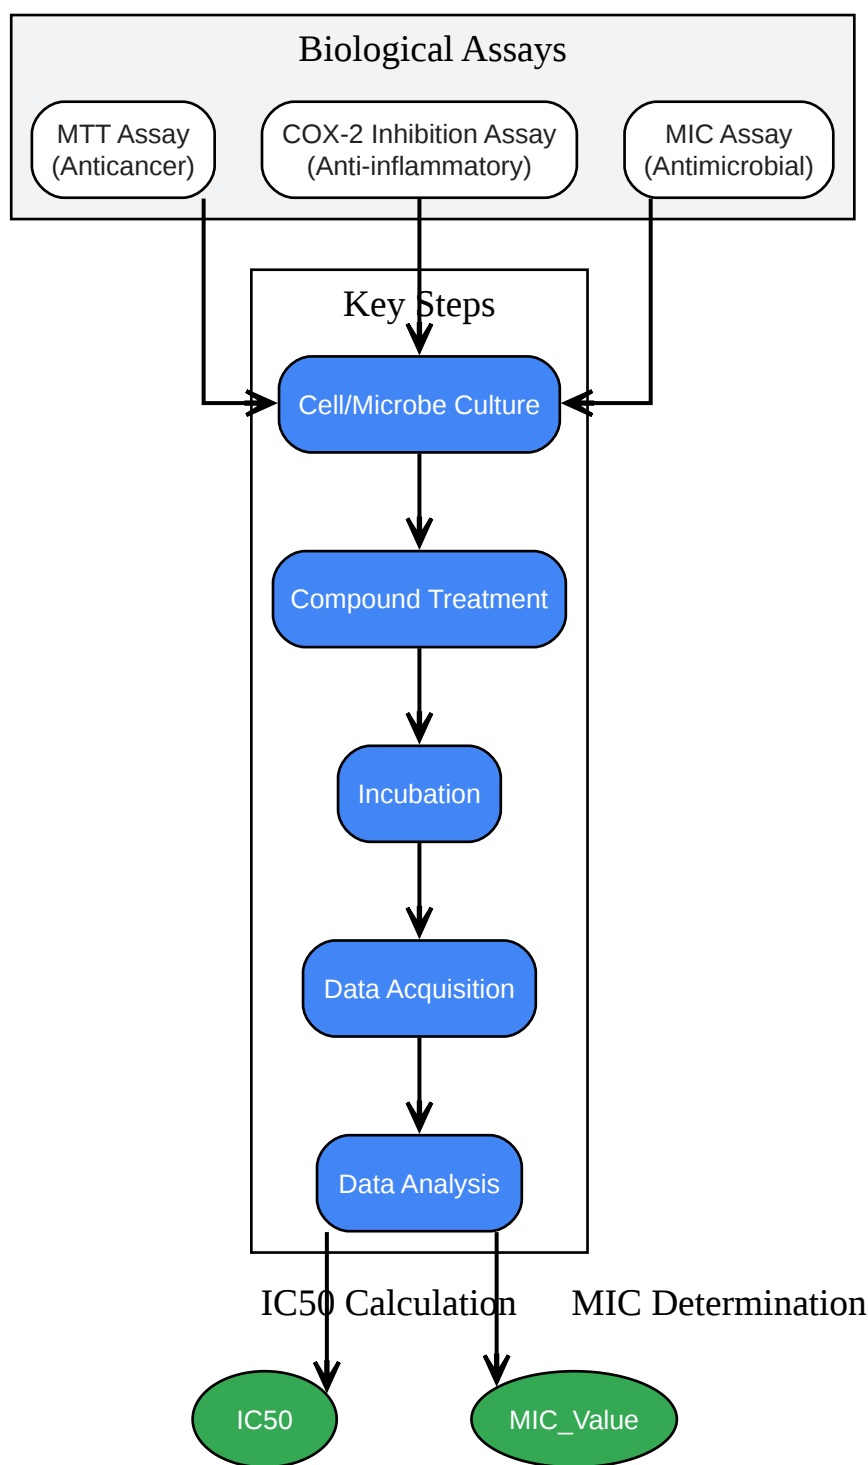 Biological Assays
MTT Assay
(Anticancer)
COX-2 Inhibition Assay
(Anti-inflammatory)
MIC Assay
(Antimicrobial)
Key Steps
Cell/Microbe Culture
Compound Treatment
Incubation
Data Acquisition
Data Analysis
IC50 Calculation
MIC Determination
IC50
MIC_Value